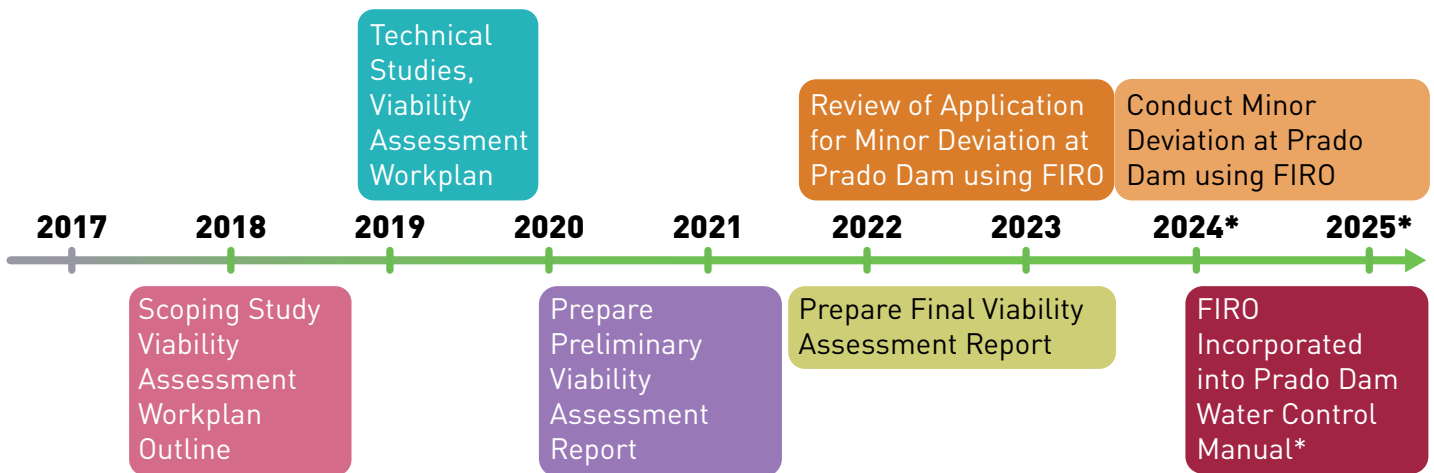 Technical
Studies,
Viability
Assessment
Workplan
Review of Application
for Minor Deviation at
Prado Dam using FIRO
Conduct Minor
Deviation at Prado
Dam using FIRO
2017 2018 2019 2020 2021 2022 2023 2024* 2025*
Scoping Study
Viability
Assessment
Workplan
Outline
Prepare
Preliminary
Viability
Assessment
Report
Prepare Final Viability
Assessment Report
FIRO
Incorporated
into Prado Dam
Water Control
Manual*